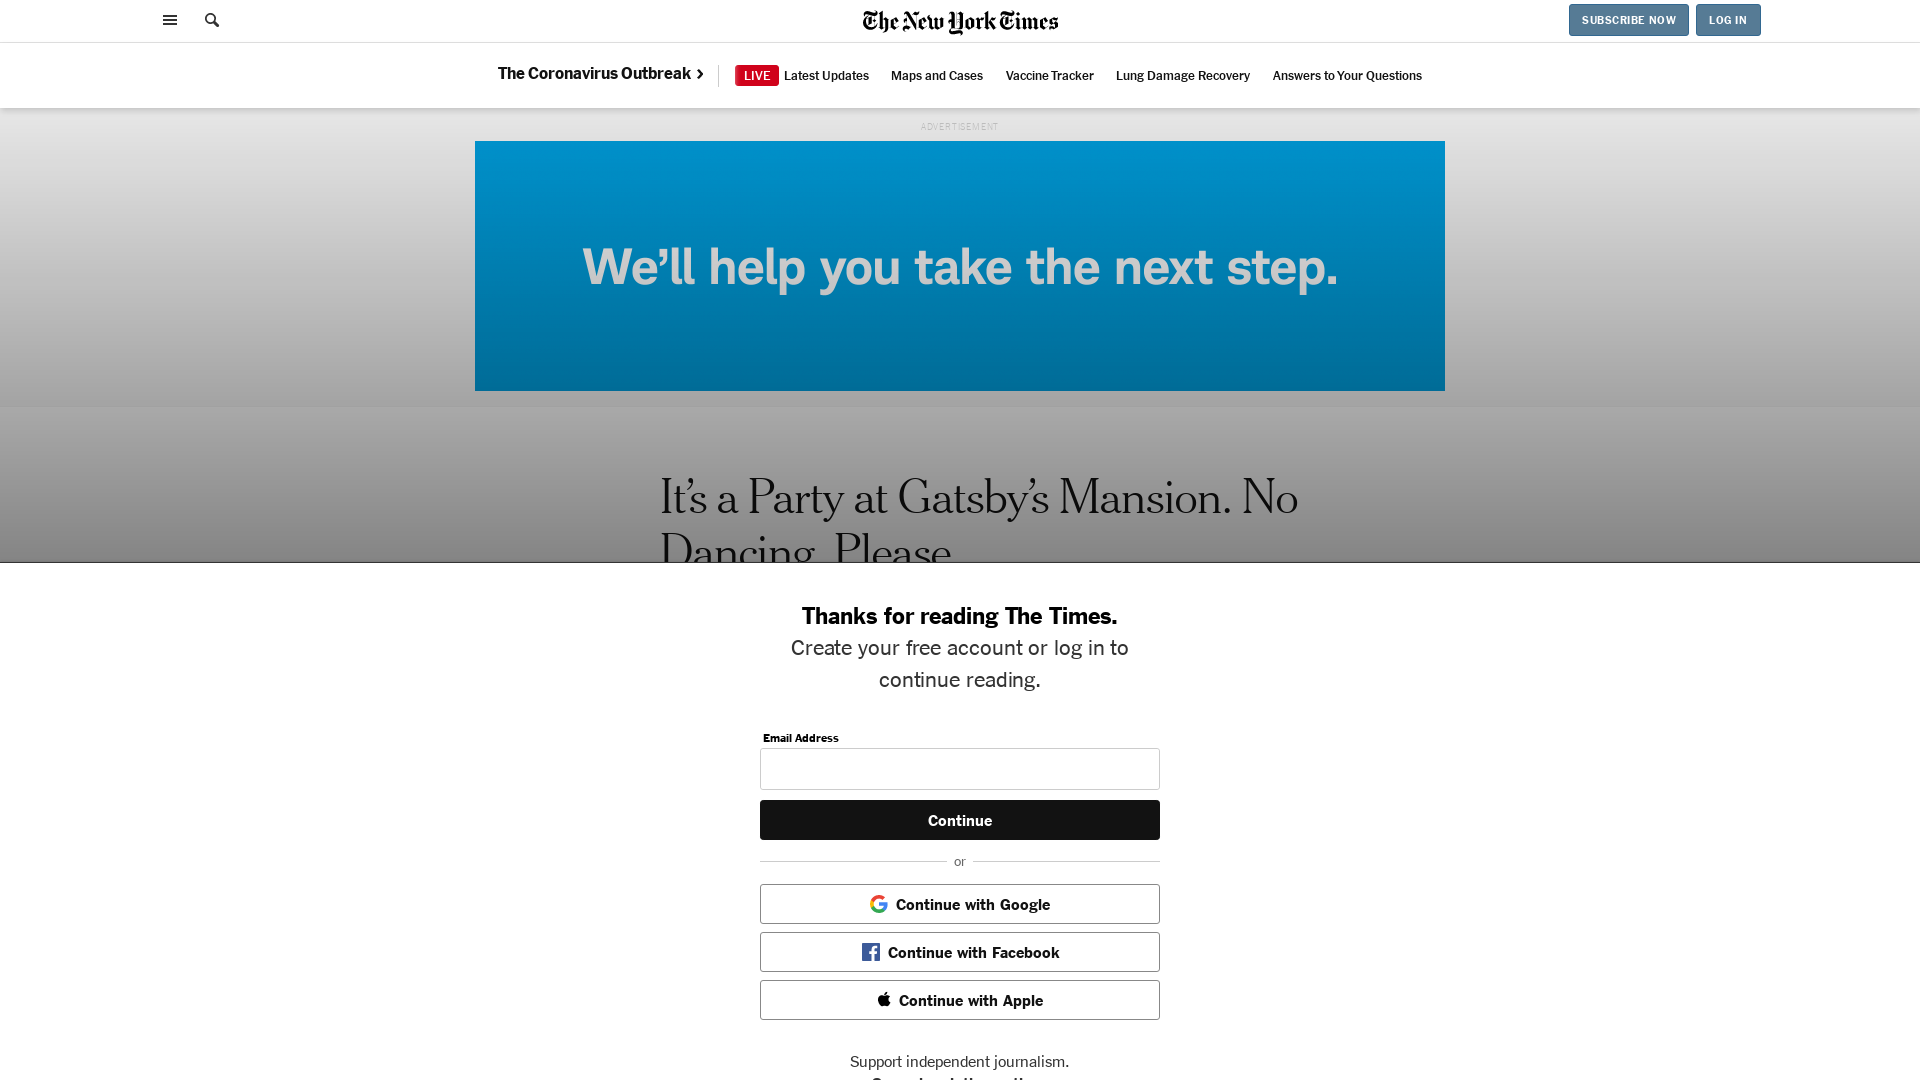 The New York Times
SUBSCRIBE NOW
LOG IN
The Coronavirus Outbreak
LIVE Latest Updates
Maps and Cases
Vaccine Tracker
Lung Damage Recovery
Answers to Your Questions
ADVERTISEMENT
We’ll help you take the next step.
It’s a Party at Gatsby’s Mansion. No
Dancing, Please
Thanks for reading The Times.
Create your free account or log in to
continue reading.
Email Address
Continue
or
Continue with Google
Continue with Facebook
Continue with Apple
Support independent journalism.